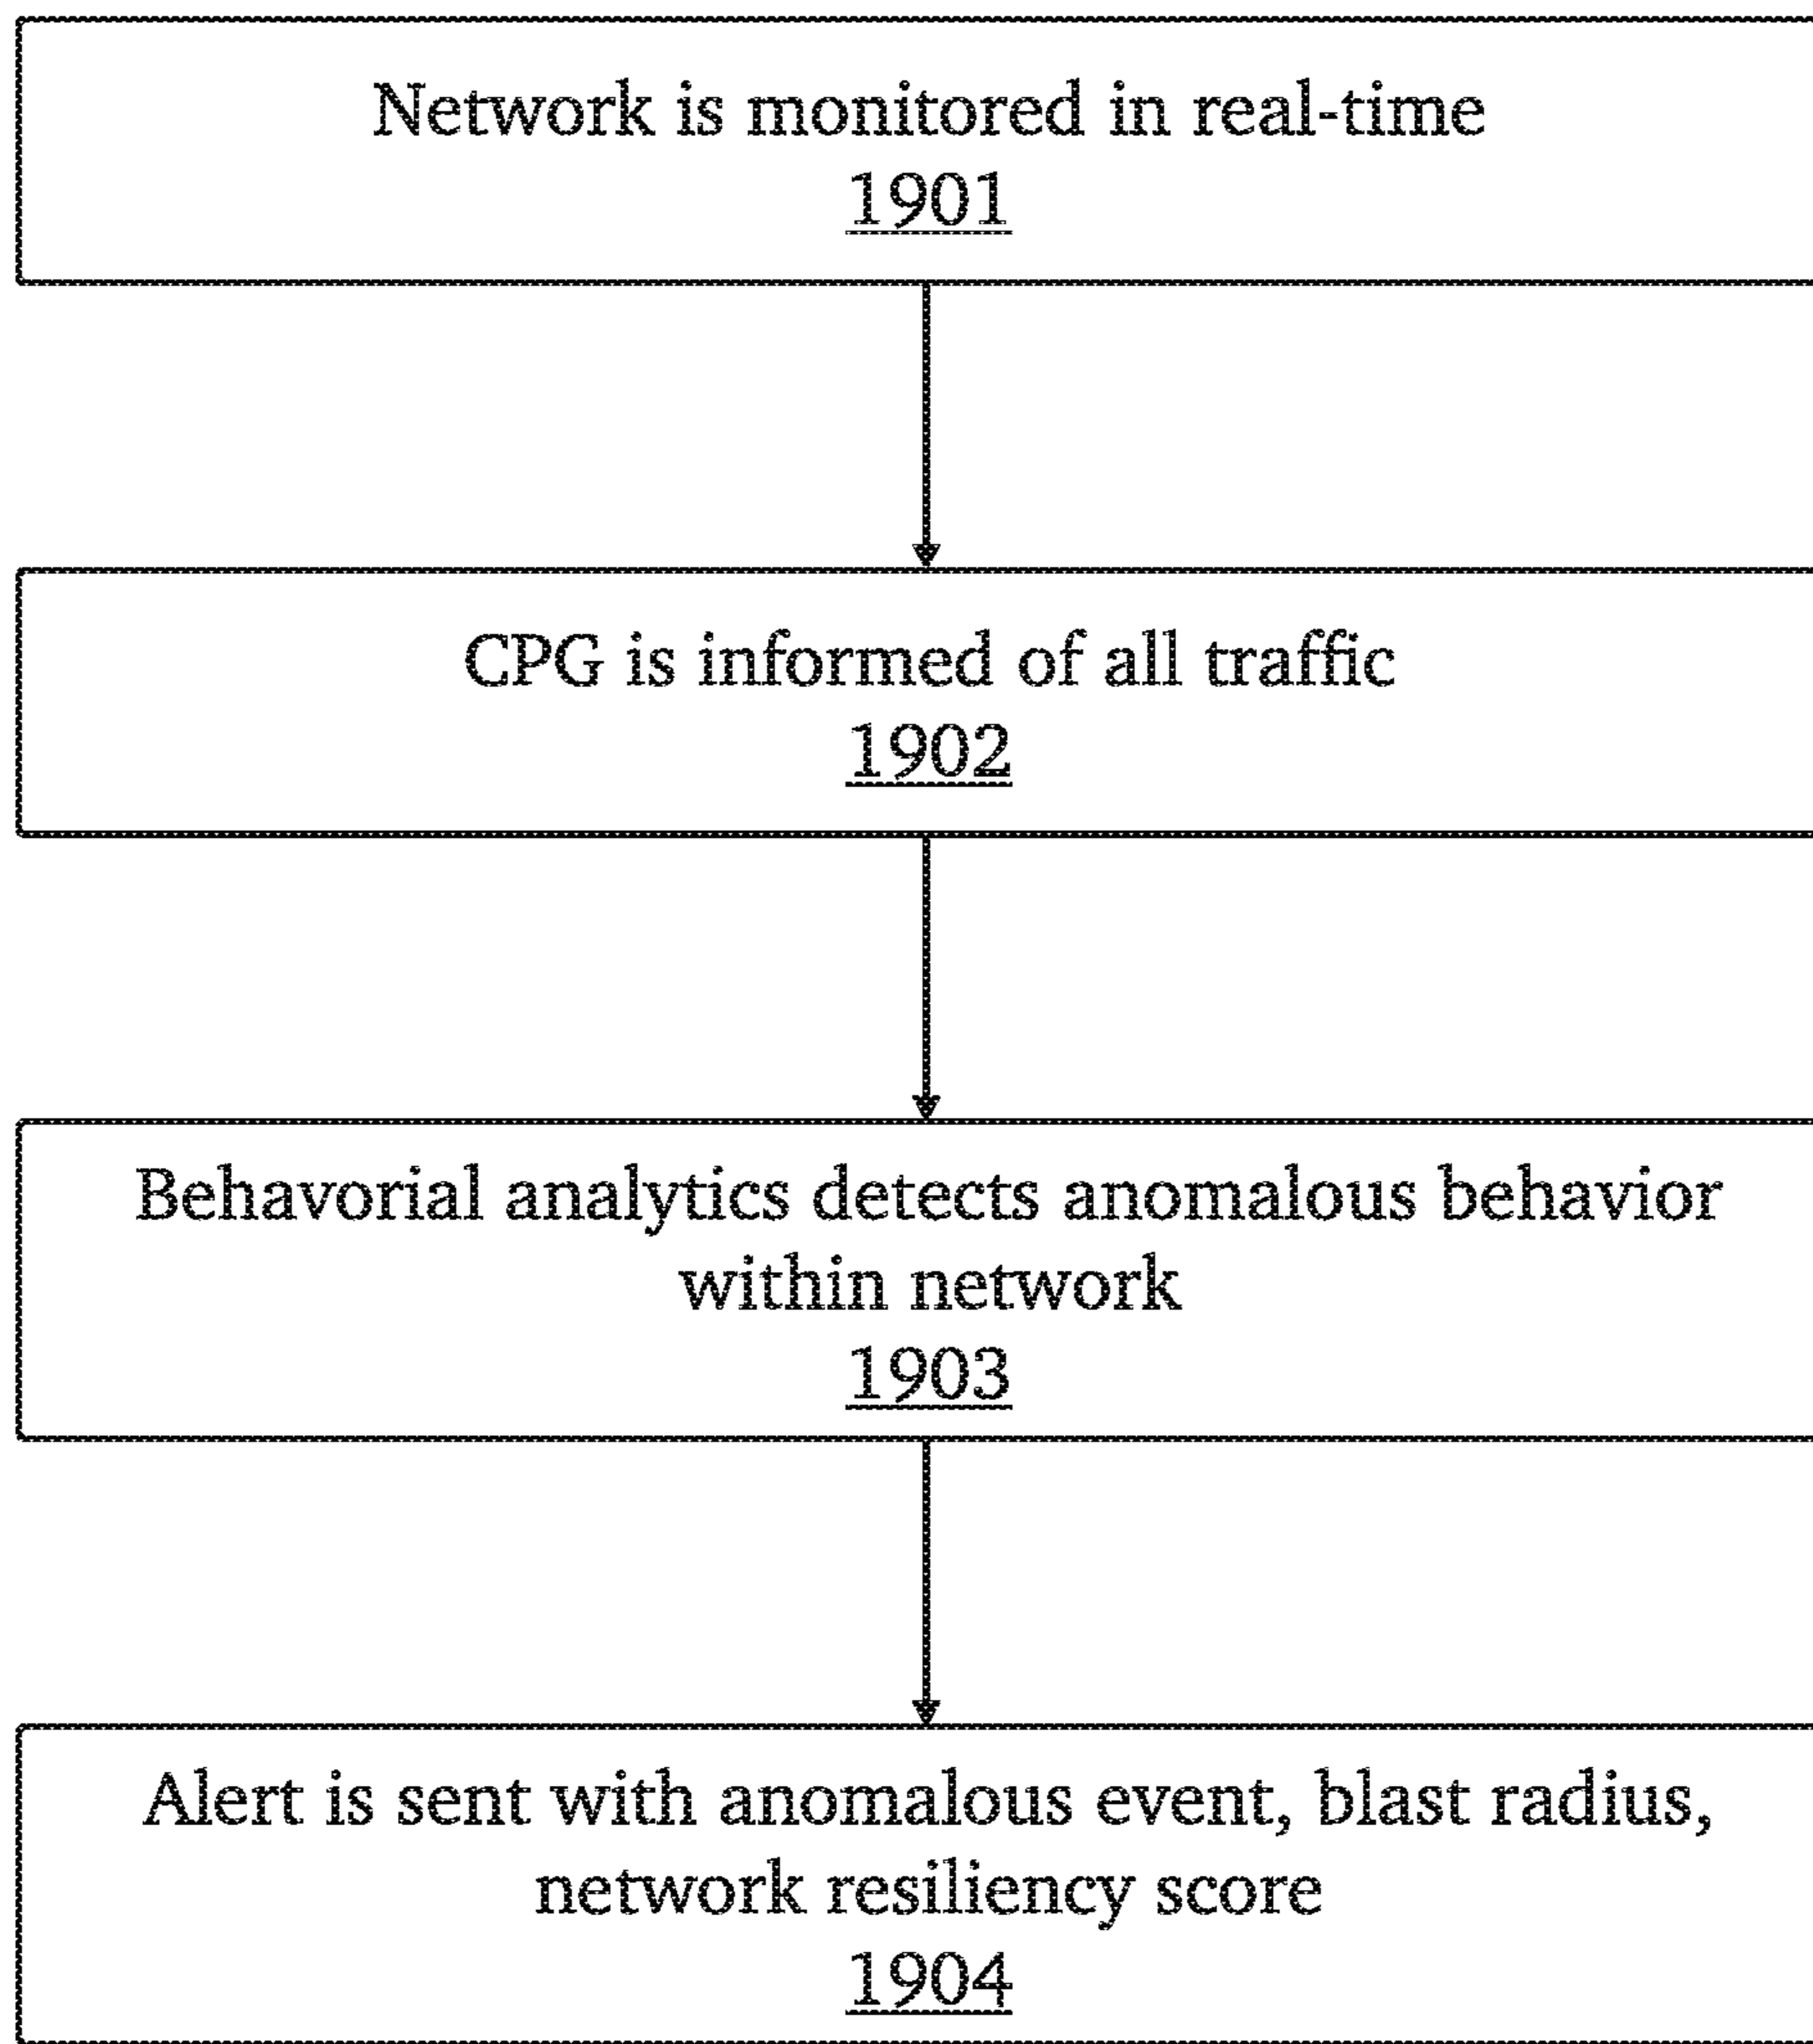 Network is monitored in real-time
1901
CPG is informed of all traffic
1902
Behavorial analytics detects anomalous behavior
within network
1903
Alert is sent with anomalous event, blast radius,
network resiliency score
1904